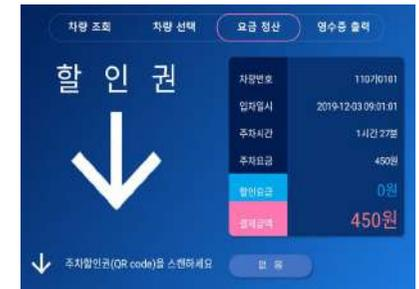 차량 조회 차량 선택 요금 정산 영수증 출력
할 인 권
차량번호 110가0101
입차일시 2019-12-03 09:01:01
주차시간 1시간 27분
주차요금 450원
할인요금 0원
결제금액 450원
주차할인권(QR code)을 스캔하세요 없 음